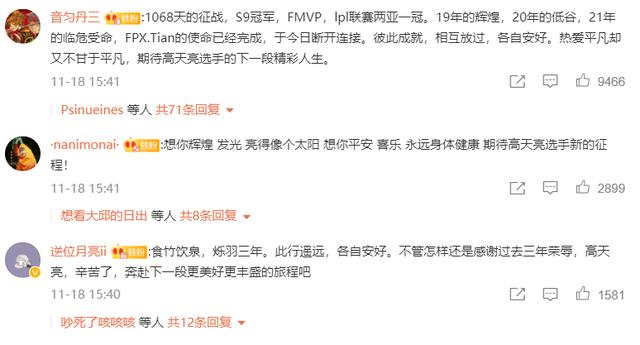 音匀丹三 铁粉:1068天的征战，S9冠军，FMVP，lpl联赛两亚一冠。19年的辉煌，20年的低谷，21年
的临危受命，FPX.Tian的使命已经完成，于今日断开连接。彼此成就，相互放过，各自安好。热爱平凡却
又不甘于平凡，期待高天亮选手的下一段精彩人生。
11-18 15:41 9466
Psinueines 等人 共71条回复
·nanimonai· 铁粉:想你辉煌 发光 亮得像个太阳 想你平安 喜乐 永远身体健康 期待高天亮选手新的征
程！
11-18 15:41 2899
想看大邱的日出 等人 共8条回复
逆位月亮ii 铁粉:食竹饮泉，烁羽三年。此行遥远，各自安好。不管怎样还是感谢过去三年荣辱，高天
亮，辛苦了，奔赴下一段更美好更丰盛的旅程吧
11-18 15:40 1581
吵死了咳咳咳 等人 共12条回复